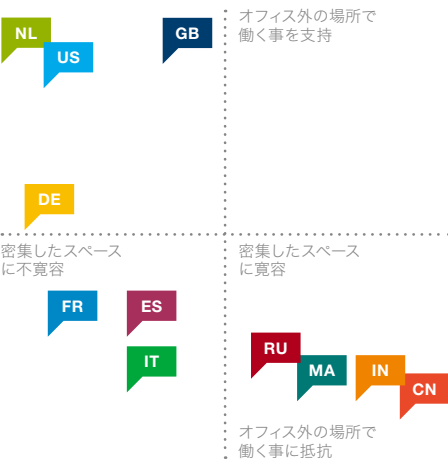 オフィス外の場所で
働く事を支持
NL
US
GB
DE
密集したスペース
に不寛容
密集したスペース
に寛容
FR
ES
IT
RU
MA
IN
CN
オフィス外の場所で
働く事に抵抗